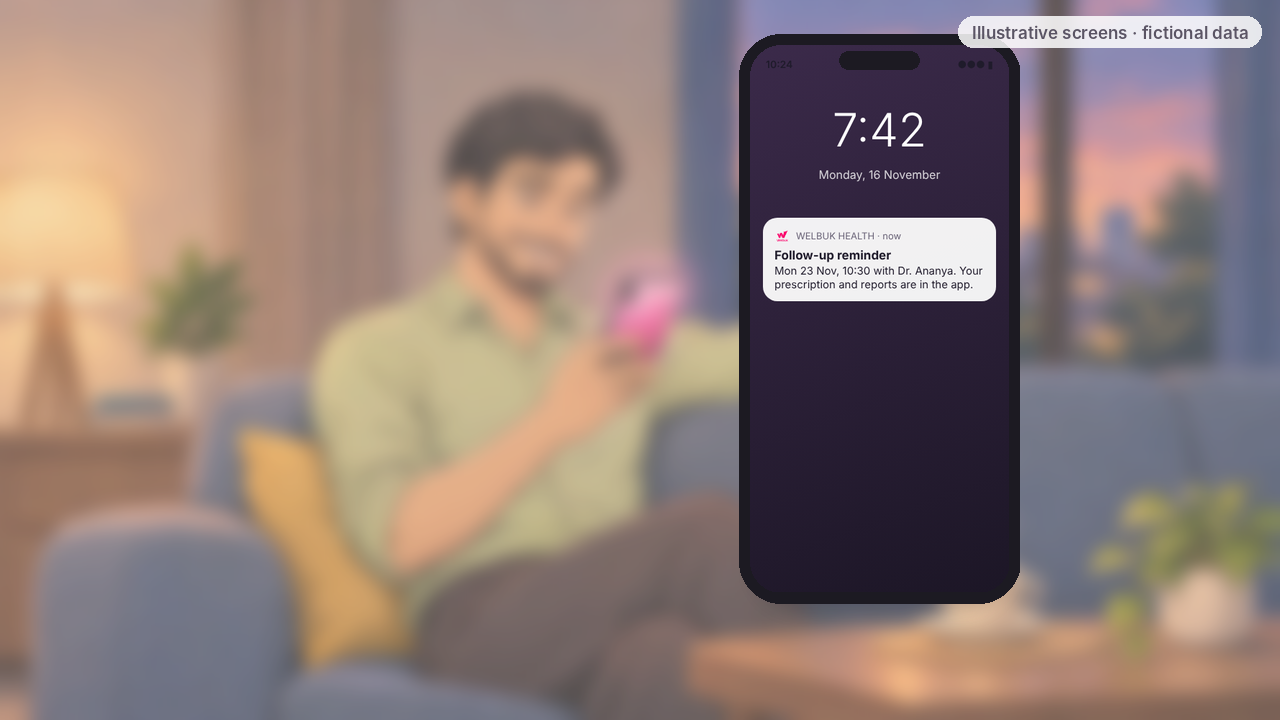 Illustrative screens · fictional data
10:24
7:42
Monday, 16 November
WELBUK HEALTH · now
Follow-up reminder
Mon 23 Nov, 10:30 with Dr. Ananya. Your
prescription and reports are in the app.